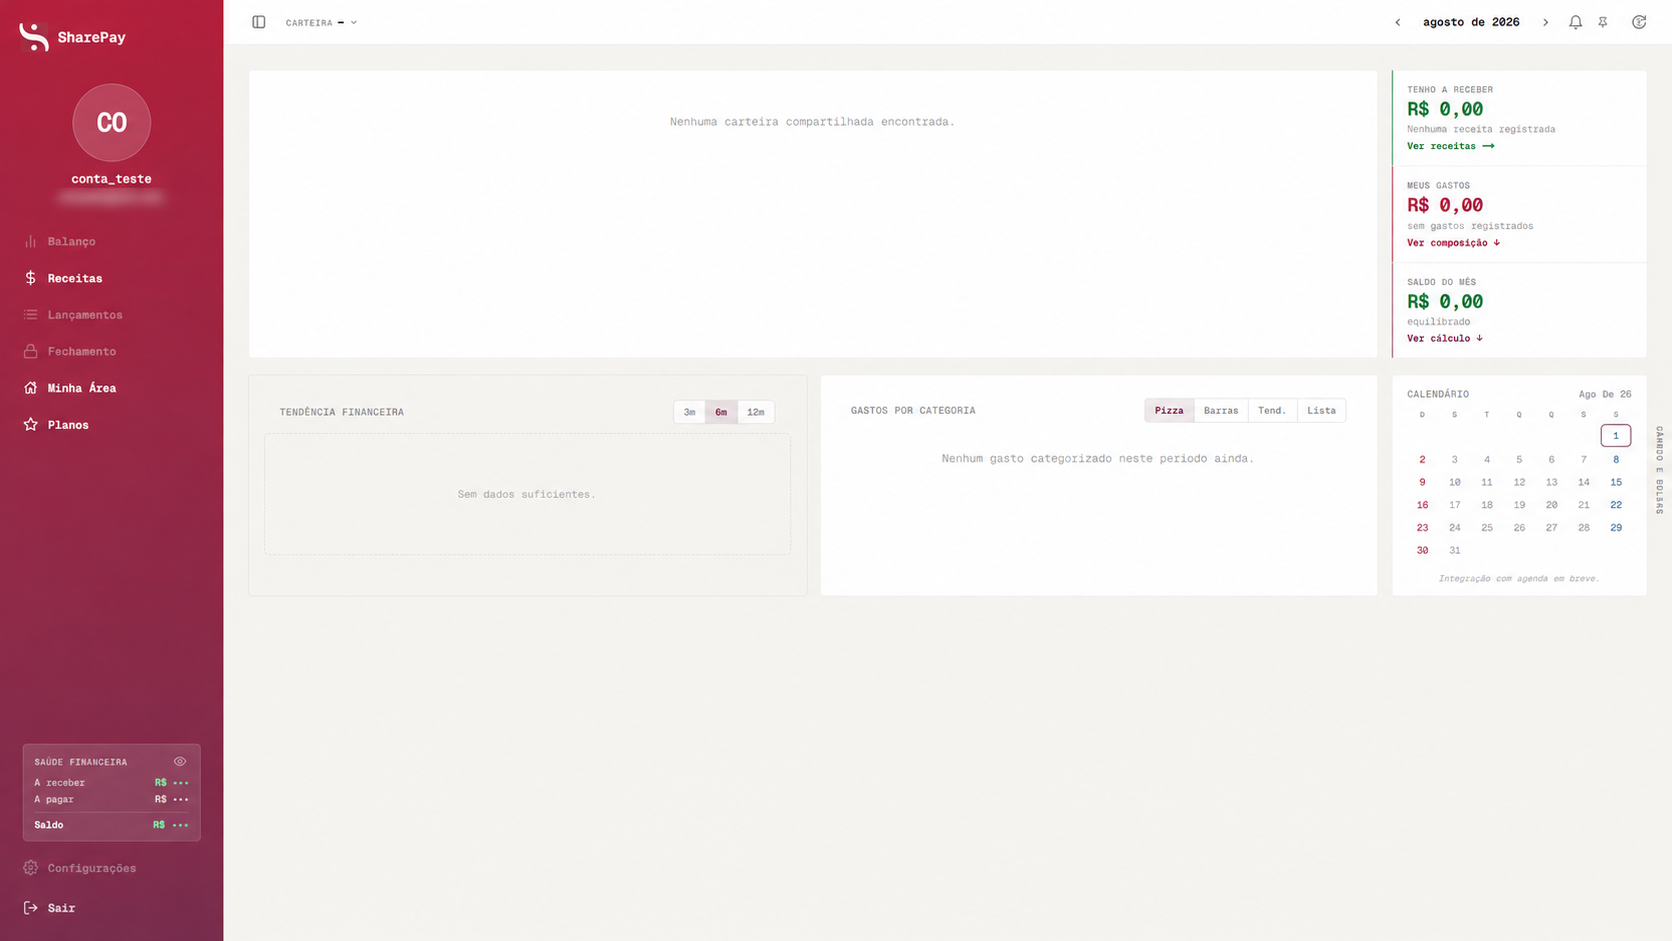 SharePay
CO
conta_teste
Balanço
Receitas
Lançamentos
Fechamento
Minha Área
Planos
SAÚDE FINANCEIRA
A receber R$ •••
A pagar R$ •••
Saldo R$ •••
Configurações
Sair
CARTEIRA –
agosto de 2026
Nenhuma carteira compartilhada encontrada.
TENHO A RECEBER
R$ 0,00
Nenhuma receita registrada
Ver receitas →
MEUS GASTOS
R$ 0,00
sem gastos registrados
Ver composição ↓
SALDO DO MÊS
R$ 0,00
equilibrado
Ver cálculo ↓
TENDÊNCIA FINANCEIRA
3m 6m 12m
Sem dados suficientes.
GASTOS POR CATEGORIA
Pizza Barras Tend. Lista
Nenhum gasto categorizado neste periodo ainda.
CALENDÁRIO Ago De 26
D S T Q Q S S
1
2 3 4 5 6 7 8
9 10 11 12 13 14 15
16 17 18 19 20 21 22
23 24 25 26 27 28 29
30 31
Integração com agenda em breve.